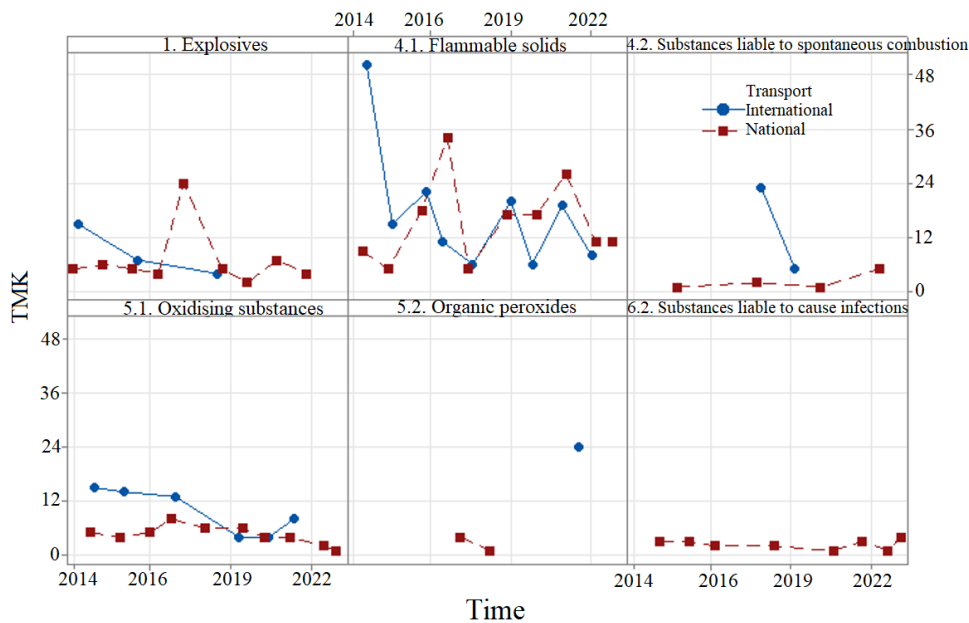 2014 2016 2019 2022
1. Explosives
4.1. Flammable solids
4.2. Substances liable to spontaneous combustion
48
36
24
12
0
Transport
International
National
TMK
5.1. Oxidising substances
5.2. Organic peroxides
6.2. Substances liable to cause infections
48
36
24
12
0
2014 2016 2019 2022
2014 2016 2019 2022
Time